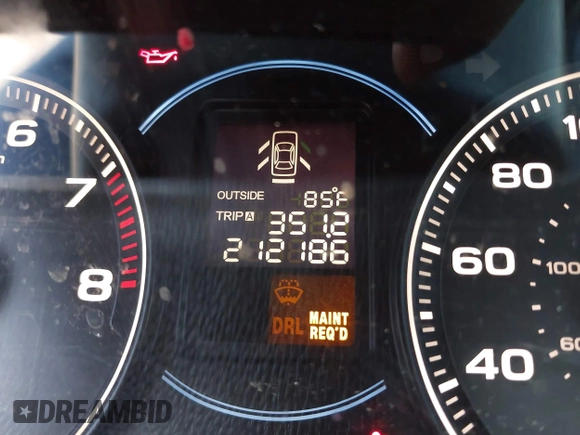 6
7
8
OUTSIDE 85°F
TRIP A 351.2
212186
DRL MAINT REQ'D
80
60
40
100
DREAMBID